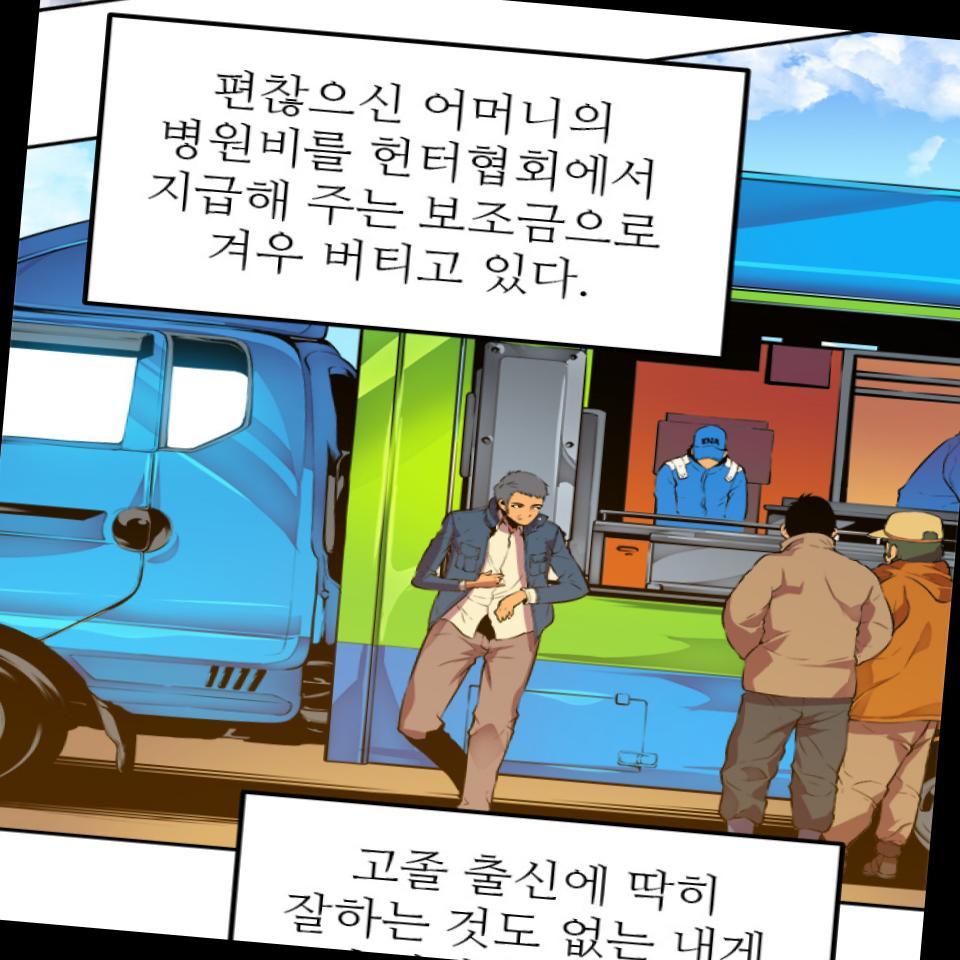 편찮으신 어머니의
병원비를 헌터협회에서
지급해 주는 보조금으로
겨우 버티고 있다.
고졸 출신에 딱히
잘하는 것도 없는 내게